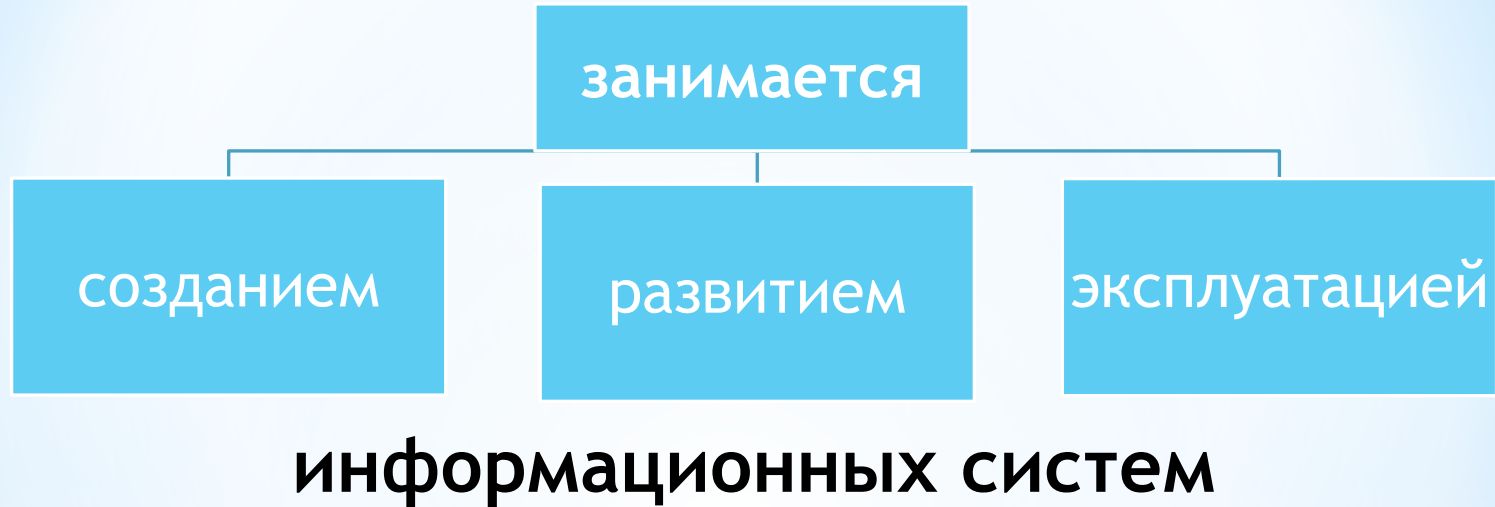 занимается
созданием
развитием
эксплуатацией
информационных систем